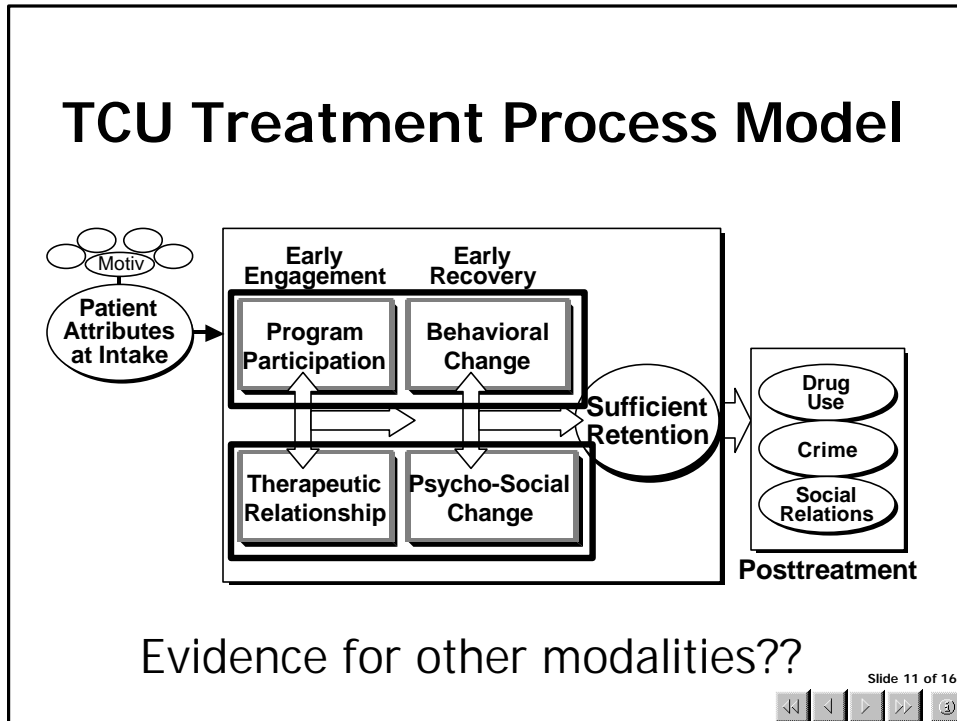 TCU Treatment Process Model
Motiv
Patient
Attributes
at Intake
Early
Engagement
Early
Recovery
Program
Participation
Behavioral
Change
Therapeutic
Relationship
Psycho-Social
Change
Sufficient
Retention
Drug
Use
Crime
Social
Relations
Posttreatment
Evidence for other modalities??
Slide 11 of 16